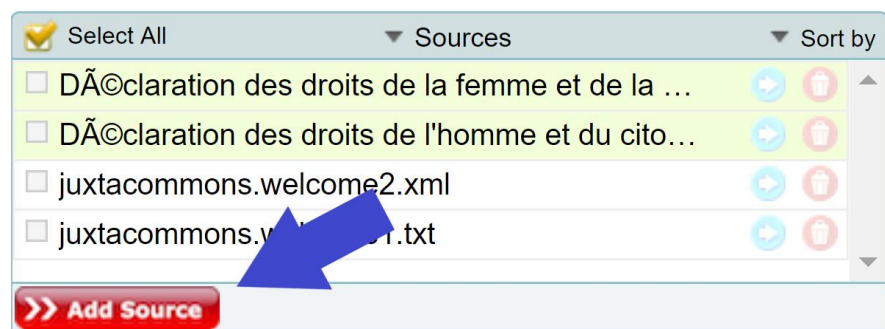 Select All Sources Sort by
DÃ©claration des droits de la femme et de la …
DÃ©claration des droits de l'homme et du cito…
juxtacommons.welcome2.xml
juxtacommons. .txt
Add Source